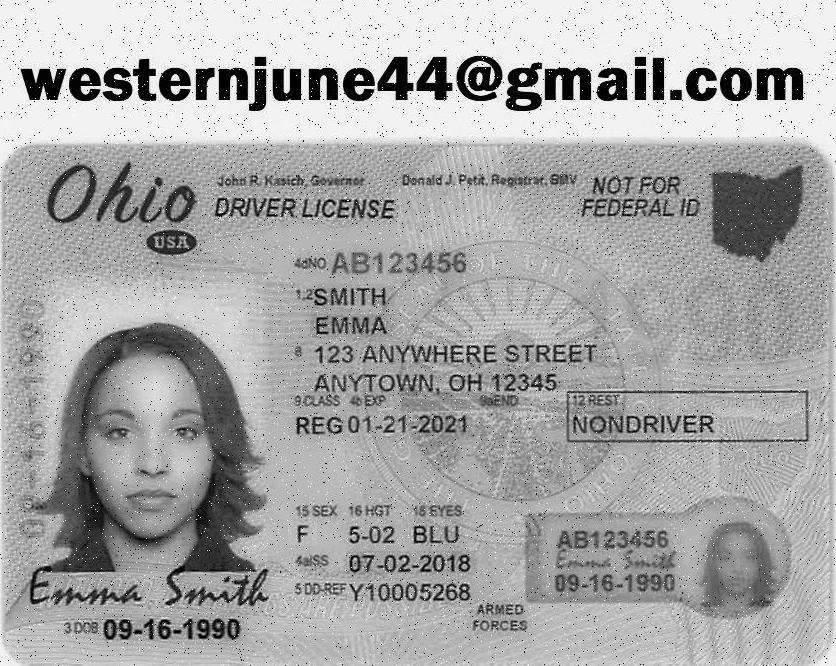 westernjune44@gmail.com
Ohio
USA
John R. Kasich, Governor
Donald J. Petit, Registrar, BMV
DRIVER LICENSE
NOT FOR
FEDERAL ID
4d NO. AB123456
1,2 SMITH
EMMA
8 123 ANYWHERE STREET
ANYTOWN, OH 12345
9.CLASS 4b EXP 9a END 12 REST
REG 01-21-2021 NONDRIVER
15 SEX 16 HGT 18 EYES
F 5-02 BLU
4a ISS 07-02-2018
5 DD-REF Y10005268
ARMED
FORCES
Emma Smith
3 DOB 09-16-1990
AB123456
Emma Smith
09-16-1990